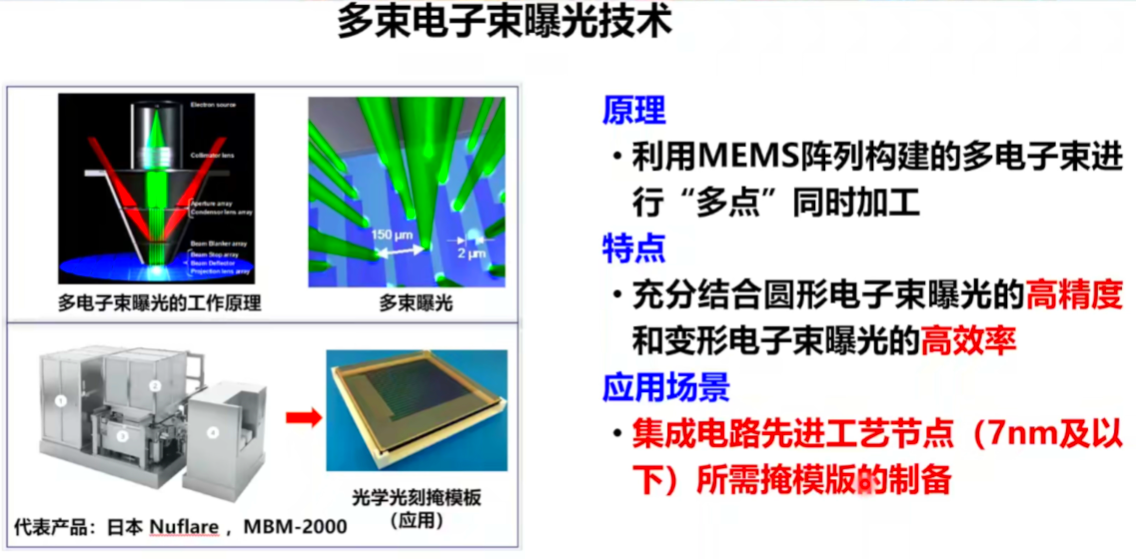 多束电子束曝光技术
Electron source
Collimator lens
Aperture array
Condensor lens array
Beam Blanker array
Beam Stop array
Beam Deflector
Projection lens array
多电子束曝光的工作原理
150 µm
2 µm
多束曝光
1
2
3
4
光学光刻掩模板
（应用）
代表产品：日本 Nuflare ，MBM-2000
原理
·利用MEMS阵列构建的多电子束进
行“多点”同时加工
特点
·充分结合圆形电子束曝光的高精度
和变形电子束曝光的高效率
应用场景
·集成电路先进工艺节点（7nm及以
下）所需掩模版的制备